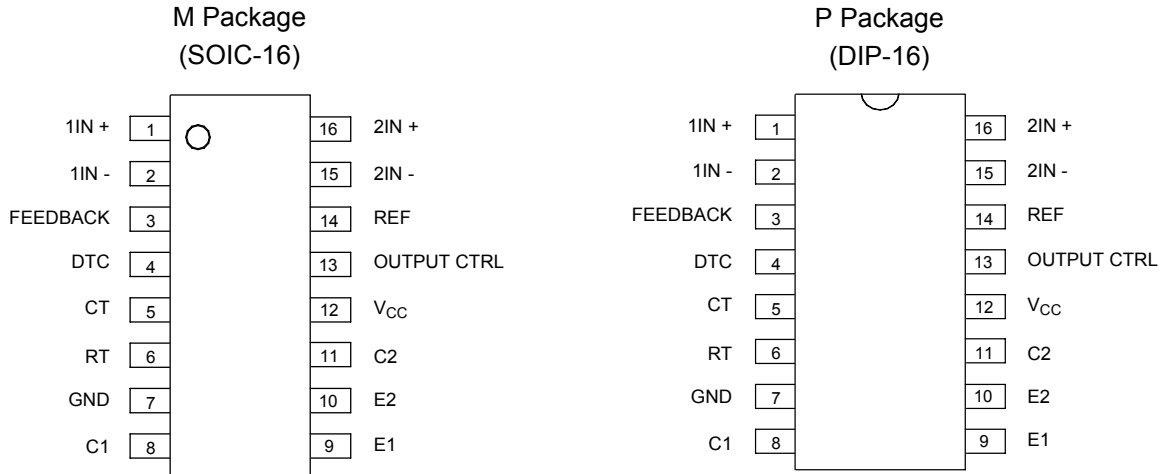 M Package
(SOIC-16)
1IN + 1 16 2IN +
1IN - 2 15 2IN -
FEEDBACK 3 14 REF
DTC 4 13 OUTPUT CTRL
CT 5 12 VCC
RT 6 11 C2
GND 7 10 E2
C1 8 9 E1
P Package
(DIP-16)
1IN + 1 16 2IN +
1IN - 2 15 2IN -
FEEDBACK 3 14 REF
DTC 4 13 OUTPUT CTRL
CT 5 12 VCC
RT 6 11 C2
GND 7 10 E2
C1 8 9 E1